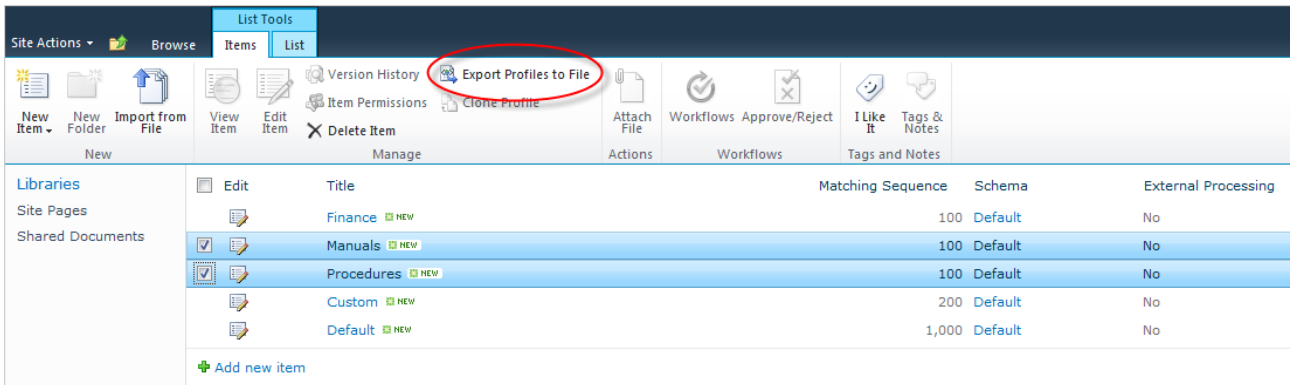 List Tools
Site Actions Browse Items List
Version History Export Profiles to File
Item Permissions Clone Profile
New Item New Folder Import from File View Item Edit Item Delete Item Attach File Workflows Approve/Reject I Like It Tags & Notes
New Manage Actions Workflows Tags and Notes
Libraries
Site Pages
Shared Documents
Edit Title Matching Sequence Schema External Processing
Finance NEW 100 Default No
Manuals NEW 100 Default No
Procedures NEW 100 Default No
Custom NEW 200 Default No
Default NEW 1,000 Default No
Add new item